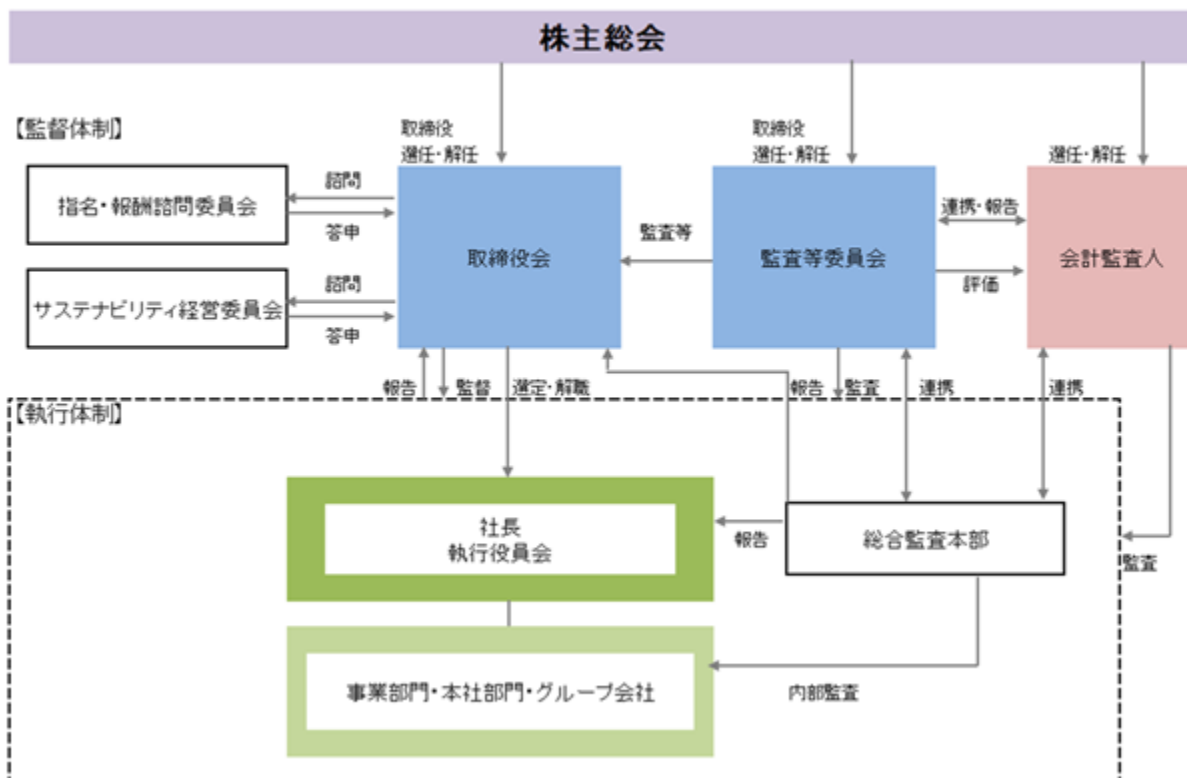 株主総会
【監督体制】
取締役
選任・解任
取締役
選任・解任
選任・解任
指名・報酬諮問委員会
諮問
答申
サステナビリティ経営委員会
諮問
答申
取締役会
監査等
監査等委員会
連携・報告
評価
会計監査人
報告
監督
選定・解職
報告
監査
連携
連携
【執行体制】
社長
執行役員会
報告
総合監査本部
監査
事業部門・本社部門・グループ会社
内部監査